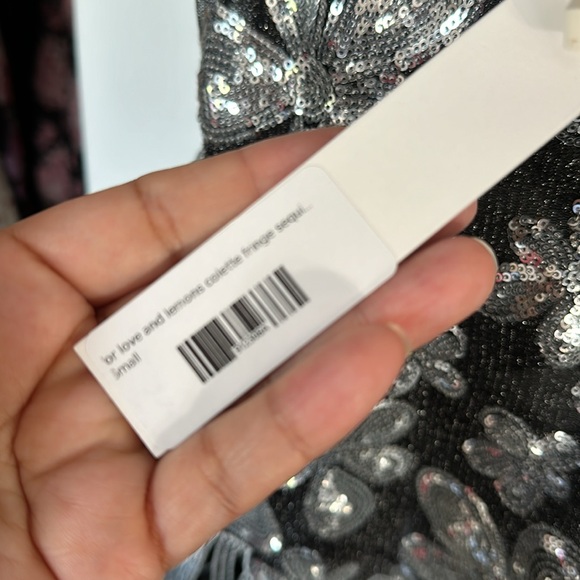 or love and lemons colette fringe sequi...
Small